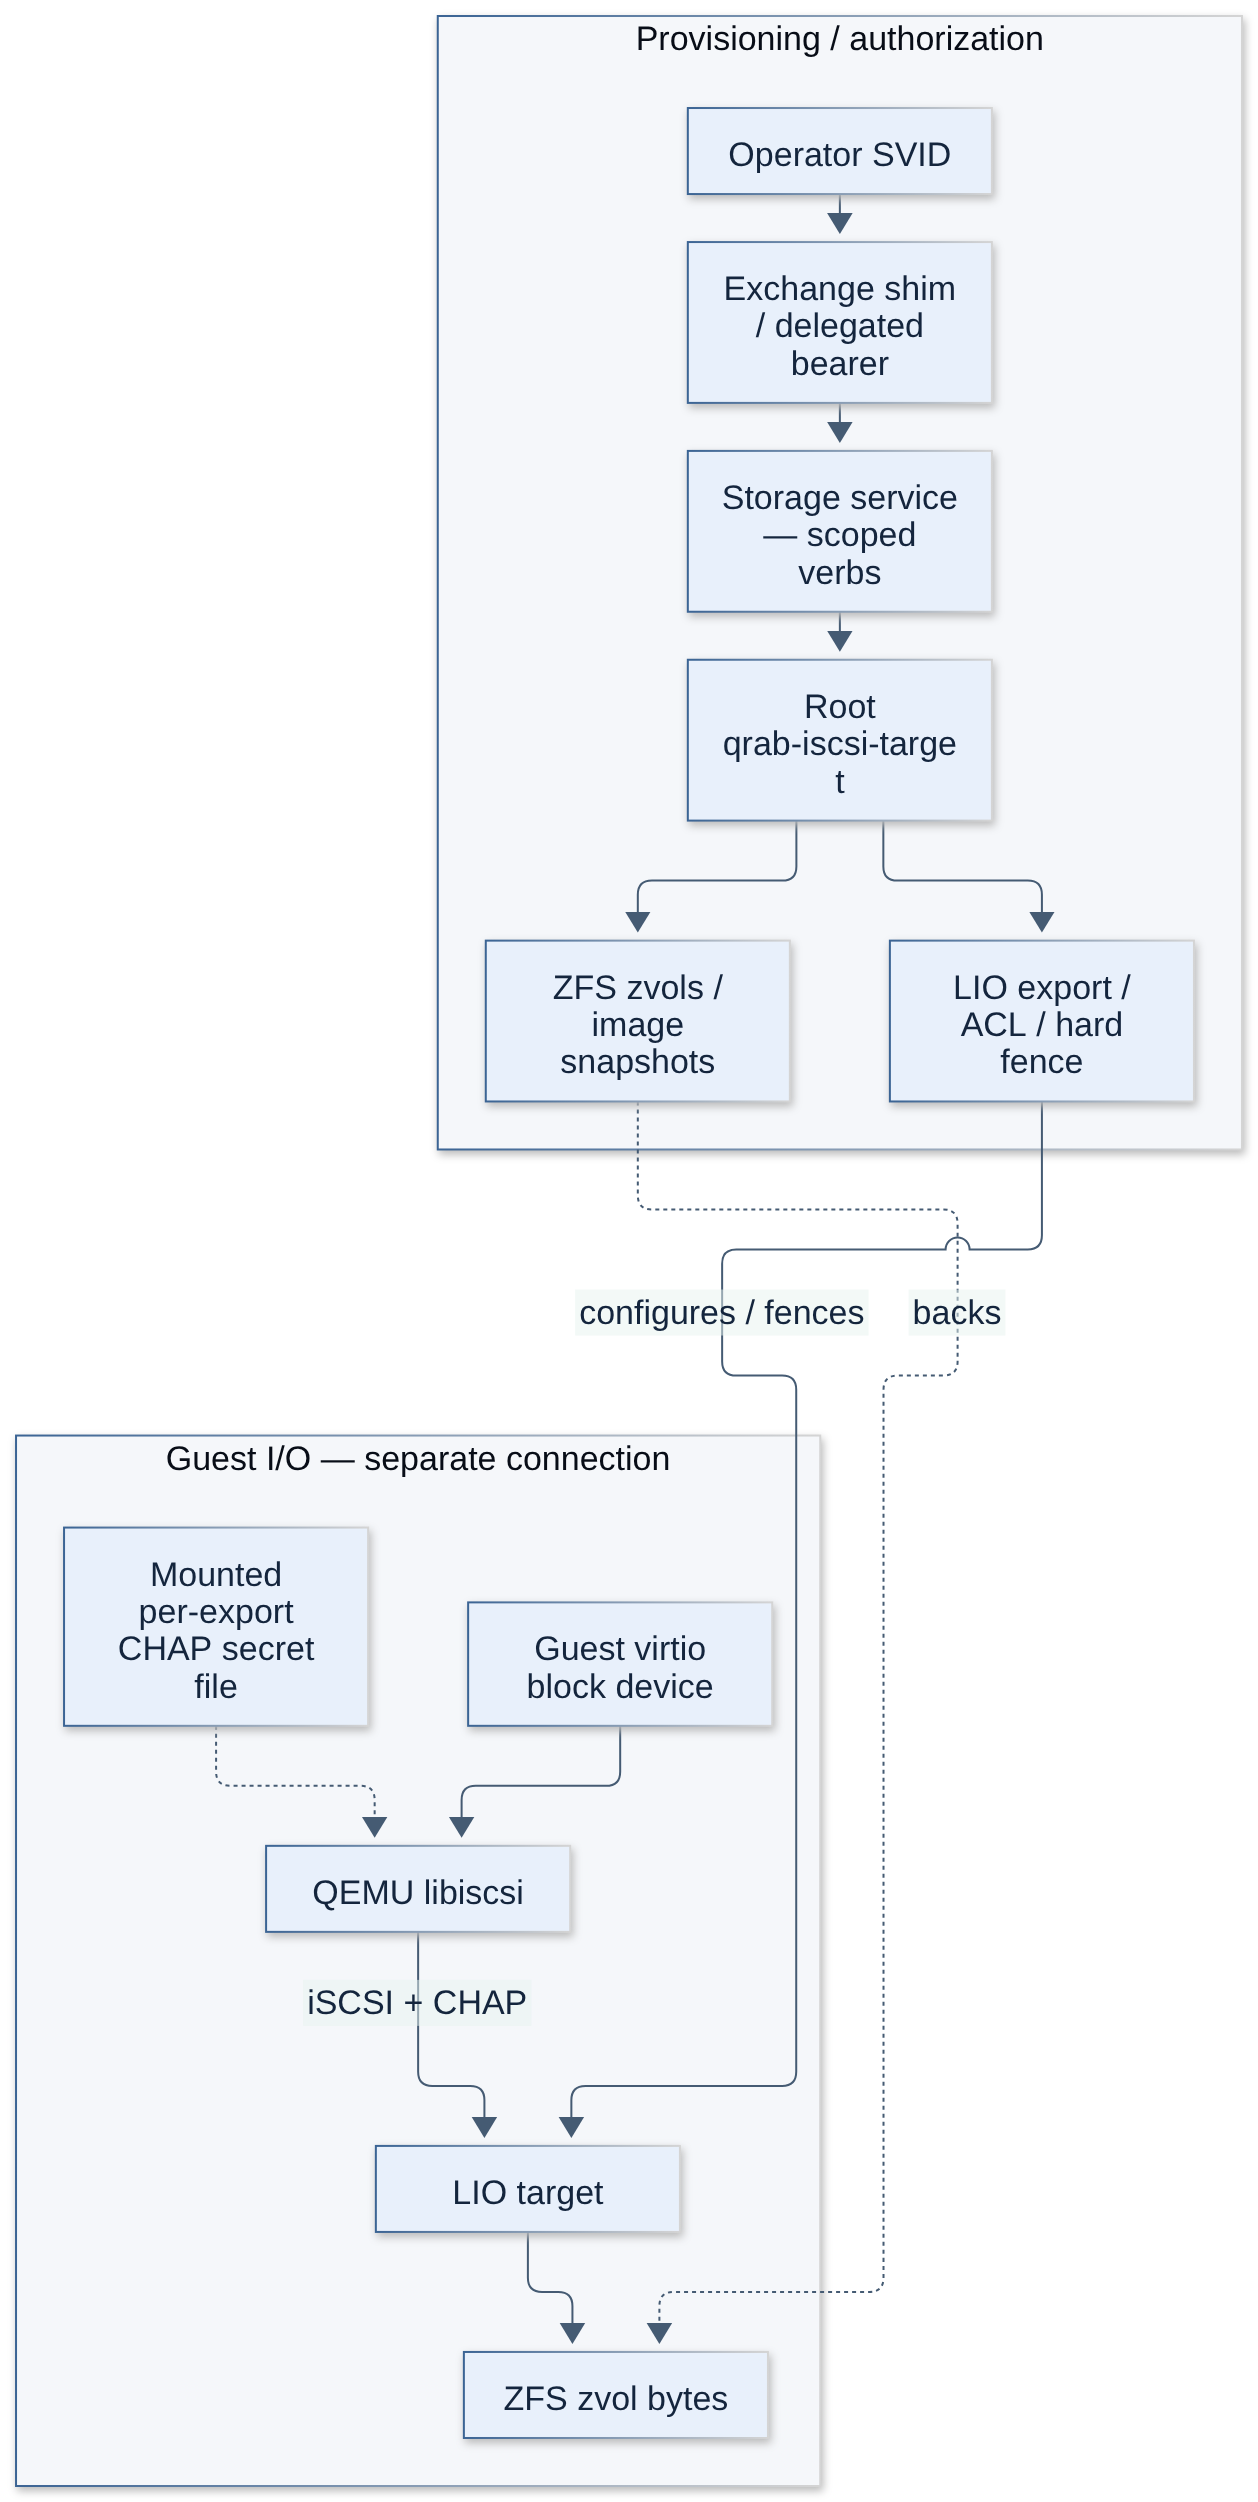 Provisioning / authorization
Operator SVID
Exchange shim
/ delegated
bearer
Storage service
— scoped
verbs
Root
qrab-iscsi-targe
t
ZFS zvols /
image
snapshots
LIO export /
ACL / hard
fence
configures / fences
backs
Guest I/O — separate connection
Mounted
per-export
CHAP secret
file
Guest virtio
block device
QEMU libiscsi
iSCSI + CHAP
LIO target
ZFS zvol bytes